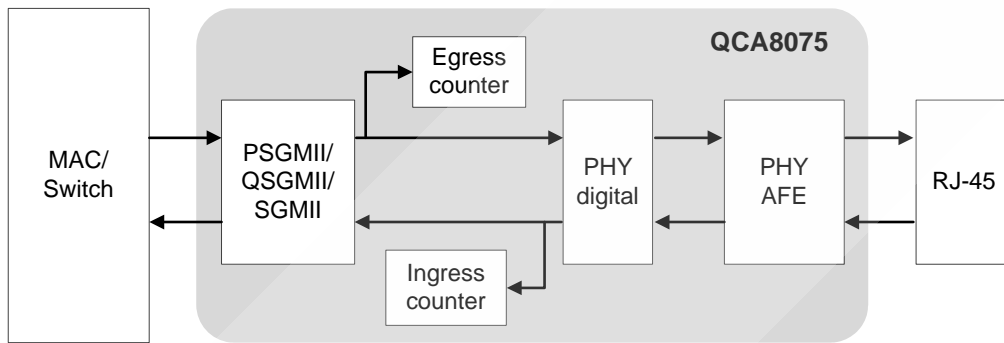 QCA8075
Egress
counter
MAC/
Switch
PSGMII/
QSGMII/
SGMII
PHY
digital
PHY
AFE
RJ-45
Ingress
counter